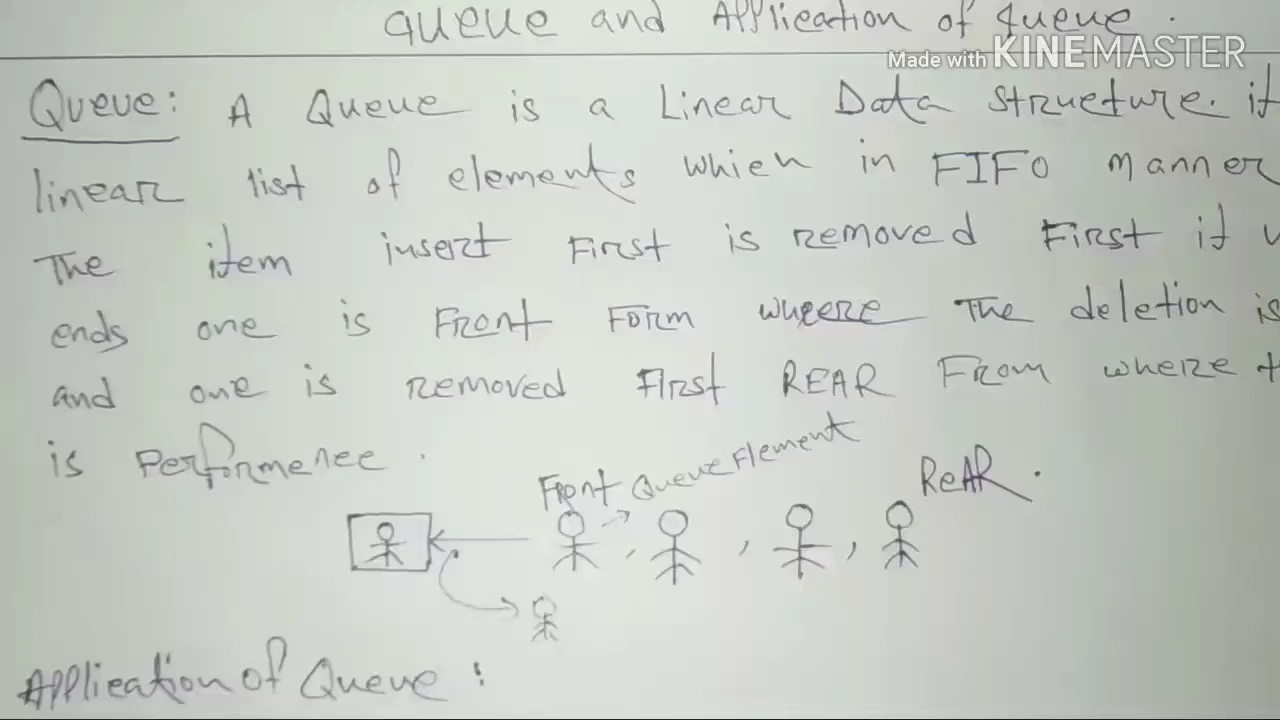 Queue and Application of queue.
Made with KINEMASTER
Queue: A Queue is a Linear Data Structure. it
linear list of elements which in FIFO manner
The item insert First is removed First it
ends one is Front Form where The deletion is
and one is removed First REAR From where
is Performence.
Front Queue Element ReAR.
Application of Queue: